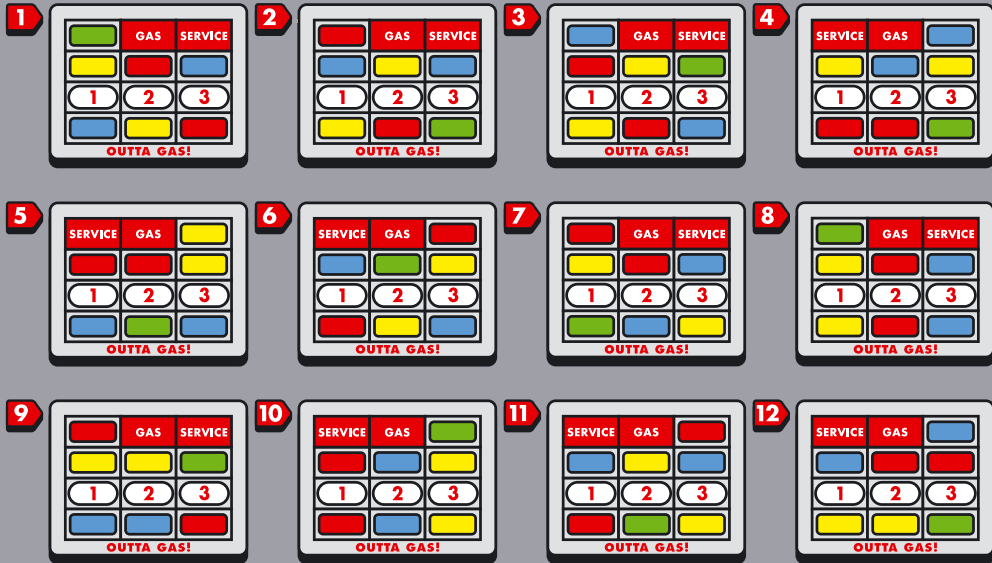 1 GAS SERVICE 2 GAS SERVICE 3 GAS SERVICE 4 SERVICE GAS
1 2 3 1 2 3 1 2 3 1 2 3
OUTTA GAS! OUTTA GAS! OUTTA GAS! OUTTA GAS!
5 SERVICE GAS 6 SERVICE GAS 7 GAS SERVICE 8 GAS SERVICE
1 2 3 1 2 3 1 2 3 1 2 3
OUTTA GAS! OUTTA GAS! OUTTA GAS! OUTTA GAS!
9 GAS SERVICE 10 SERVICE GAS 11 SERVICE GAS 12 SERVICE GAS
1 2 3 1 2 3 1 2 3 1 2 3
OUTTA GAS! OUTTA GAS! OUTTA GAS! OUTTA GAS!